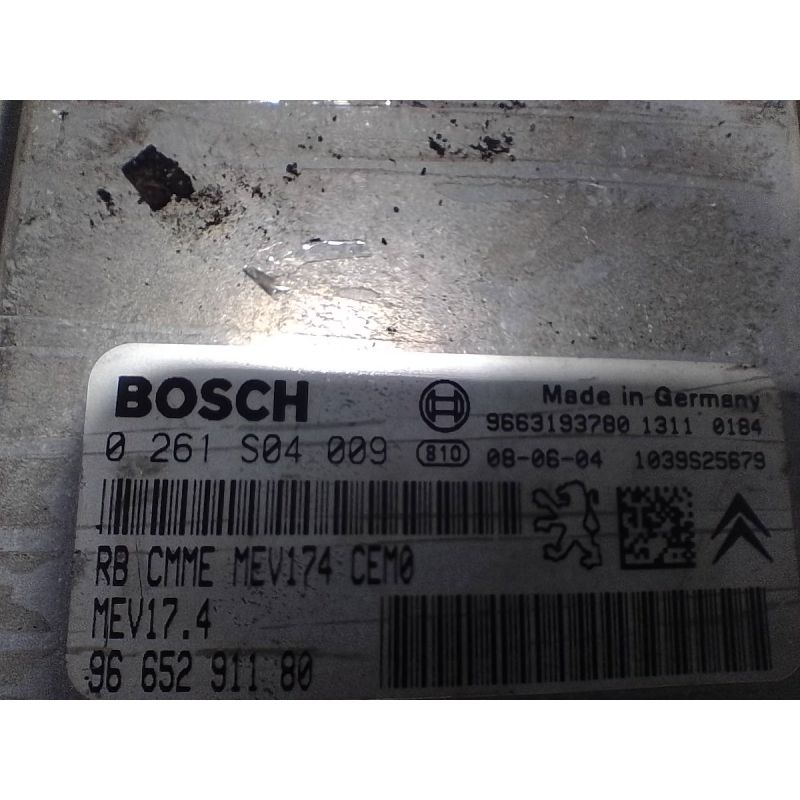 BOSCH
Made in Germany
9663193780 1311 0184
0 261 S04 009
810
08-06-04 1039S25679
RB CMME MEV174 CEM0
MEV17.4
96 652 911 80